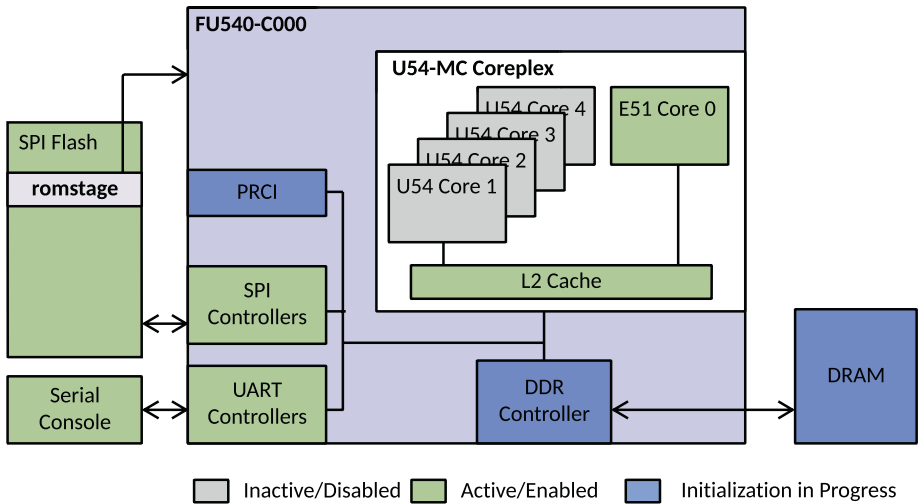 FU540-C000
U54-MC Coreplex
U54 Core 4
E51 Core 0
U54 Core 3
SPI Flash
U54 Core 2
U54 Core 1
romstage
PRCI
L2 Cache
SPI
Controllers
DRAM
UART
Controllers
DDR
Controller
Serial
Console
Inactive/Disabled
Active/Enabled
Initialization in Progress